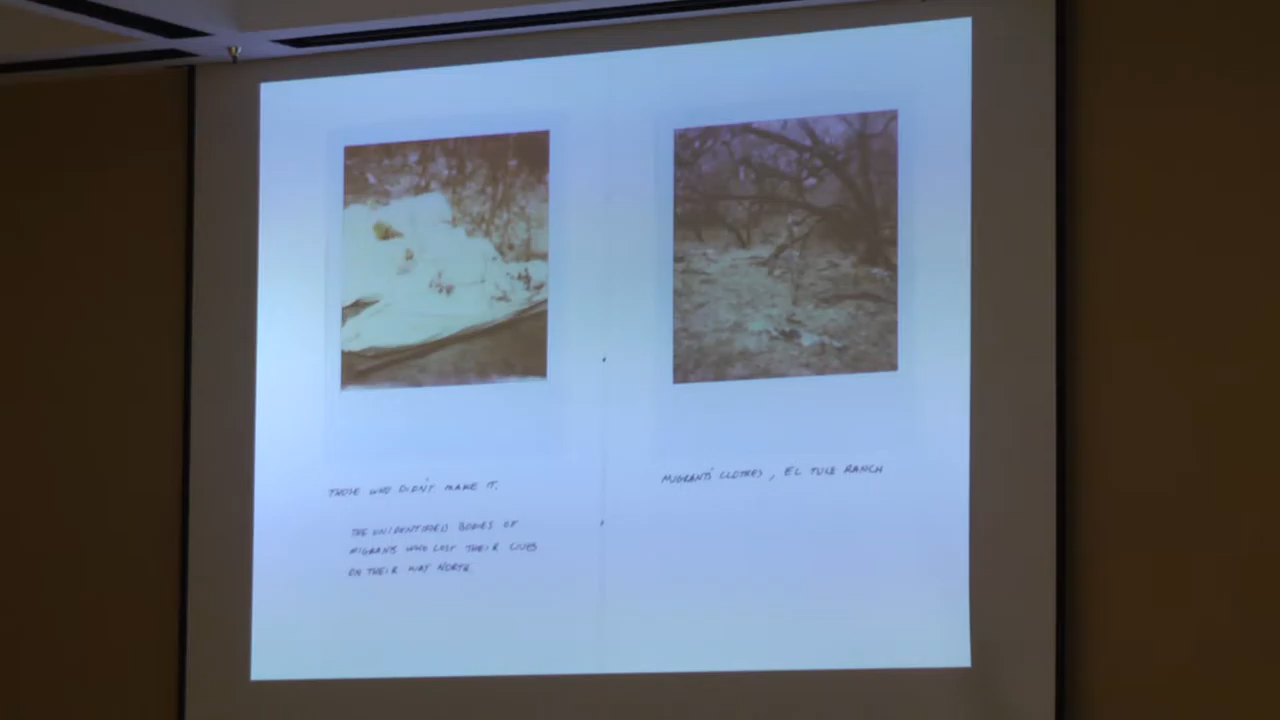 THOSE WHO DIDN'T MAKE IT.
THE UNIDENTIFIED BODIES OF
MIGRANTS WHO LOST THEIR LIVES
ON THEIR WAY NORTH.
MIGRANTS' CLOTHES, EL TULE RANCH